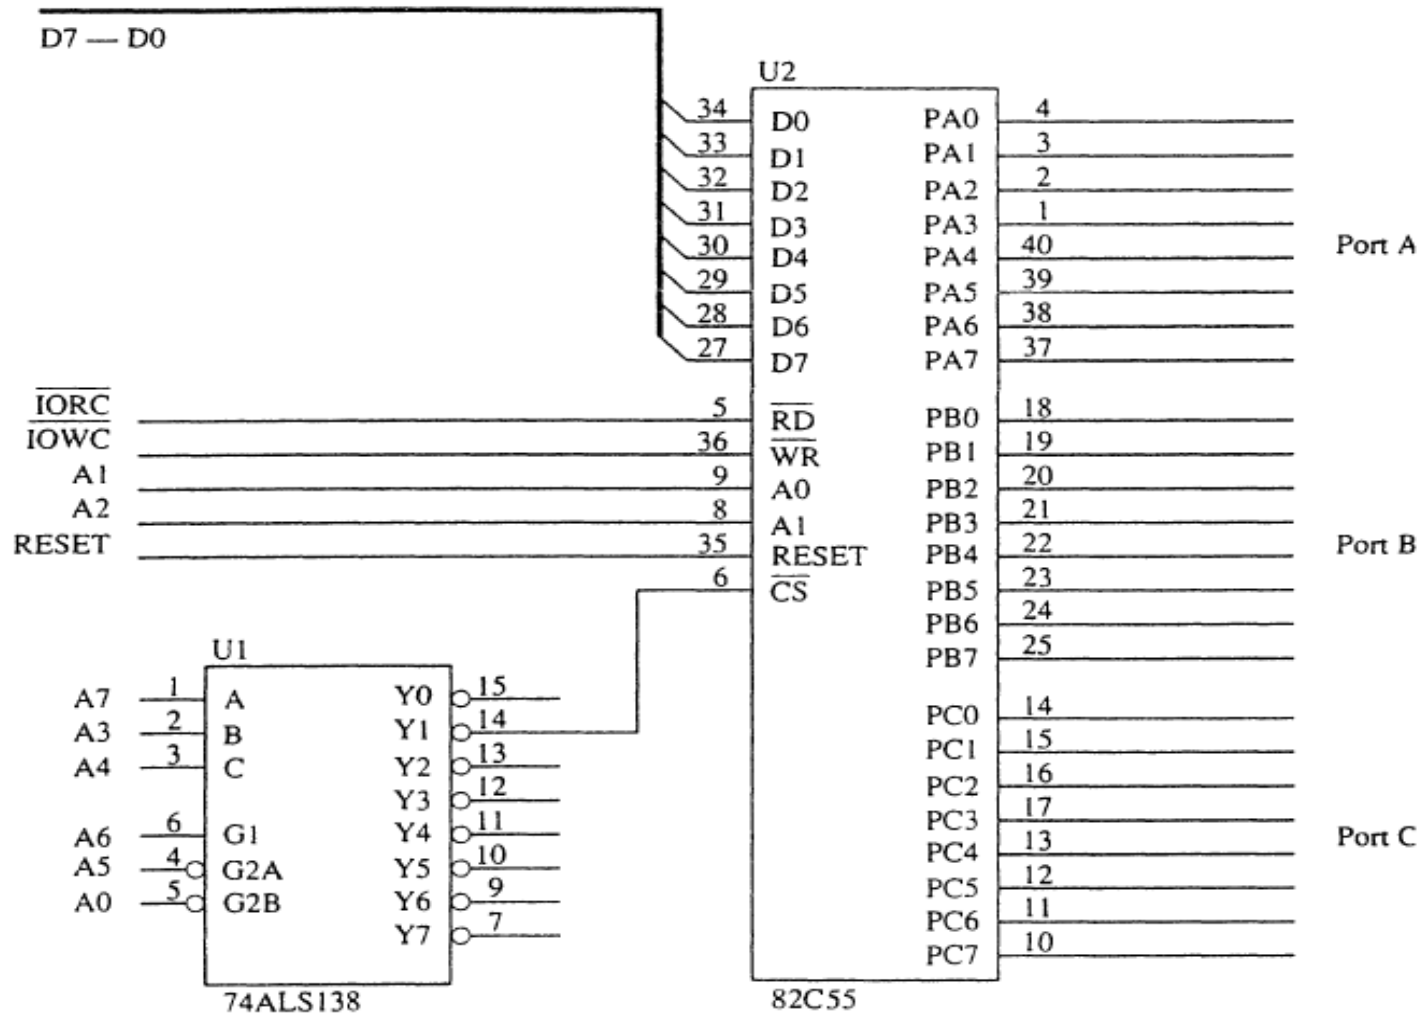 D7 — D0
U2
34 D0 PA0 4
33 D1 PA1 3
32 D2 PA2 2
31 D3 PA3 1
30 D4 PA4 40
Port A
29 D5 PA5 39
28 D6 PA6 38
27 D7 PA7 37
IORC 5 RD PB0 18
IOWC 36 WR PB1 19
A1 9 A0 PB2 20
A2 8 A1 PB3 21
RESET 35 RESET PB4 22
Port B
6 CS PB5 23
PB6 24
PB7 25
U1
A7 1 A Y0 15
A3 2 B Y1 14
A4 3 C Y2 13
Y3 12
A6 6 G1 Y4 11
A5 4 G2A Y5 10
A0 5 G2B Y6 9
Y7 7
74ALS138
PC0 14
PC1 15
PC2 16
PC3 17
PC4 13
Port C
PC5 12
PC6 11
PC7 10
82C55